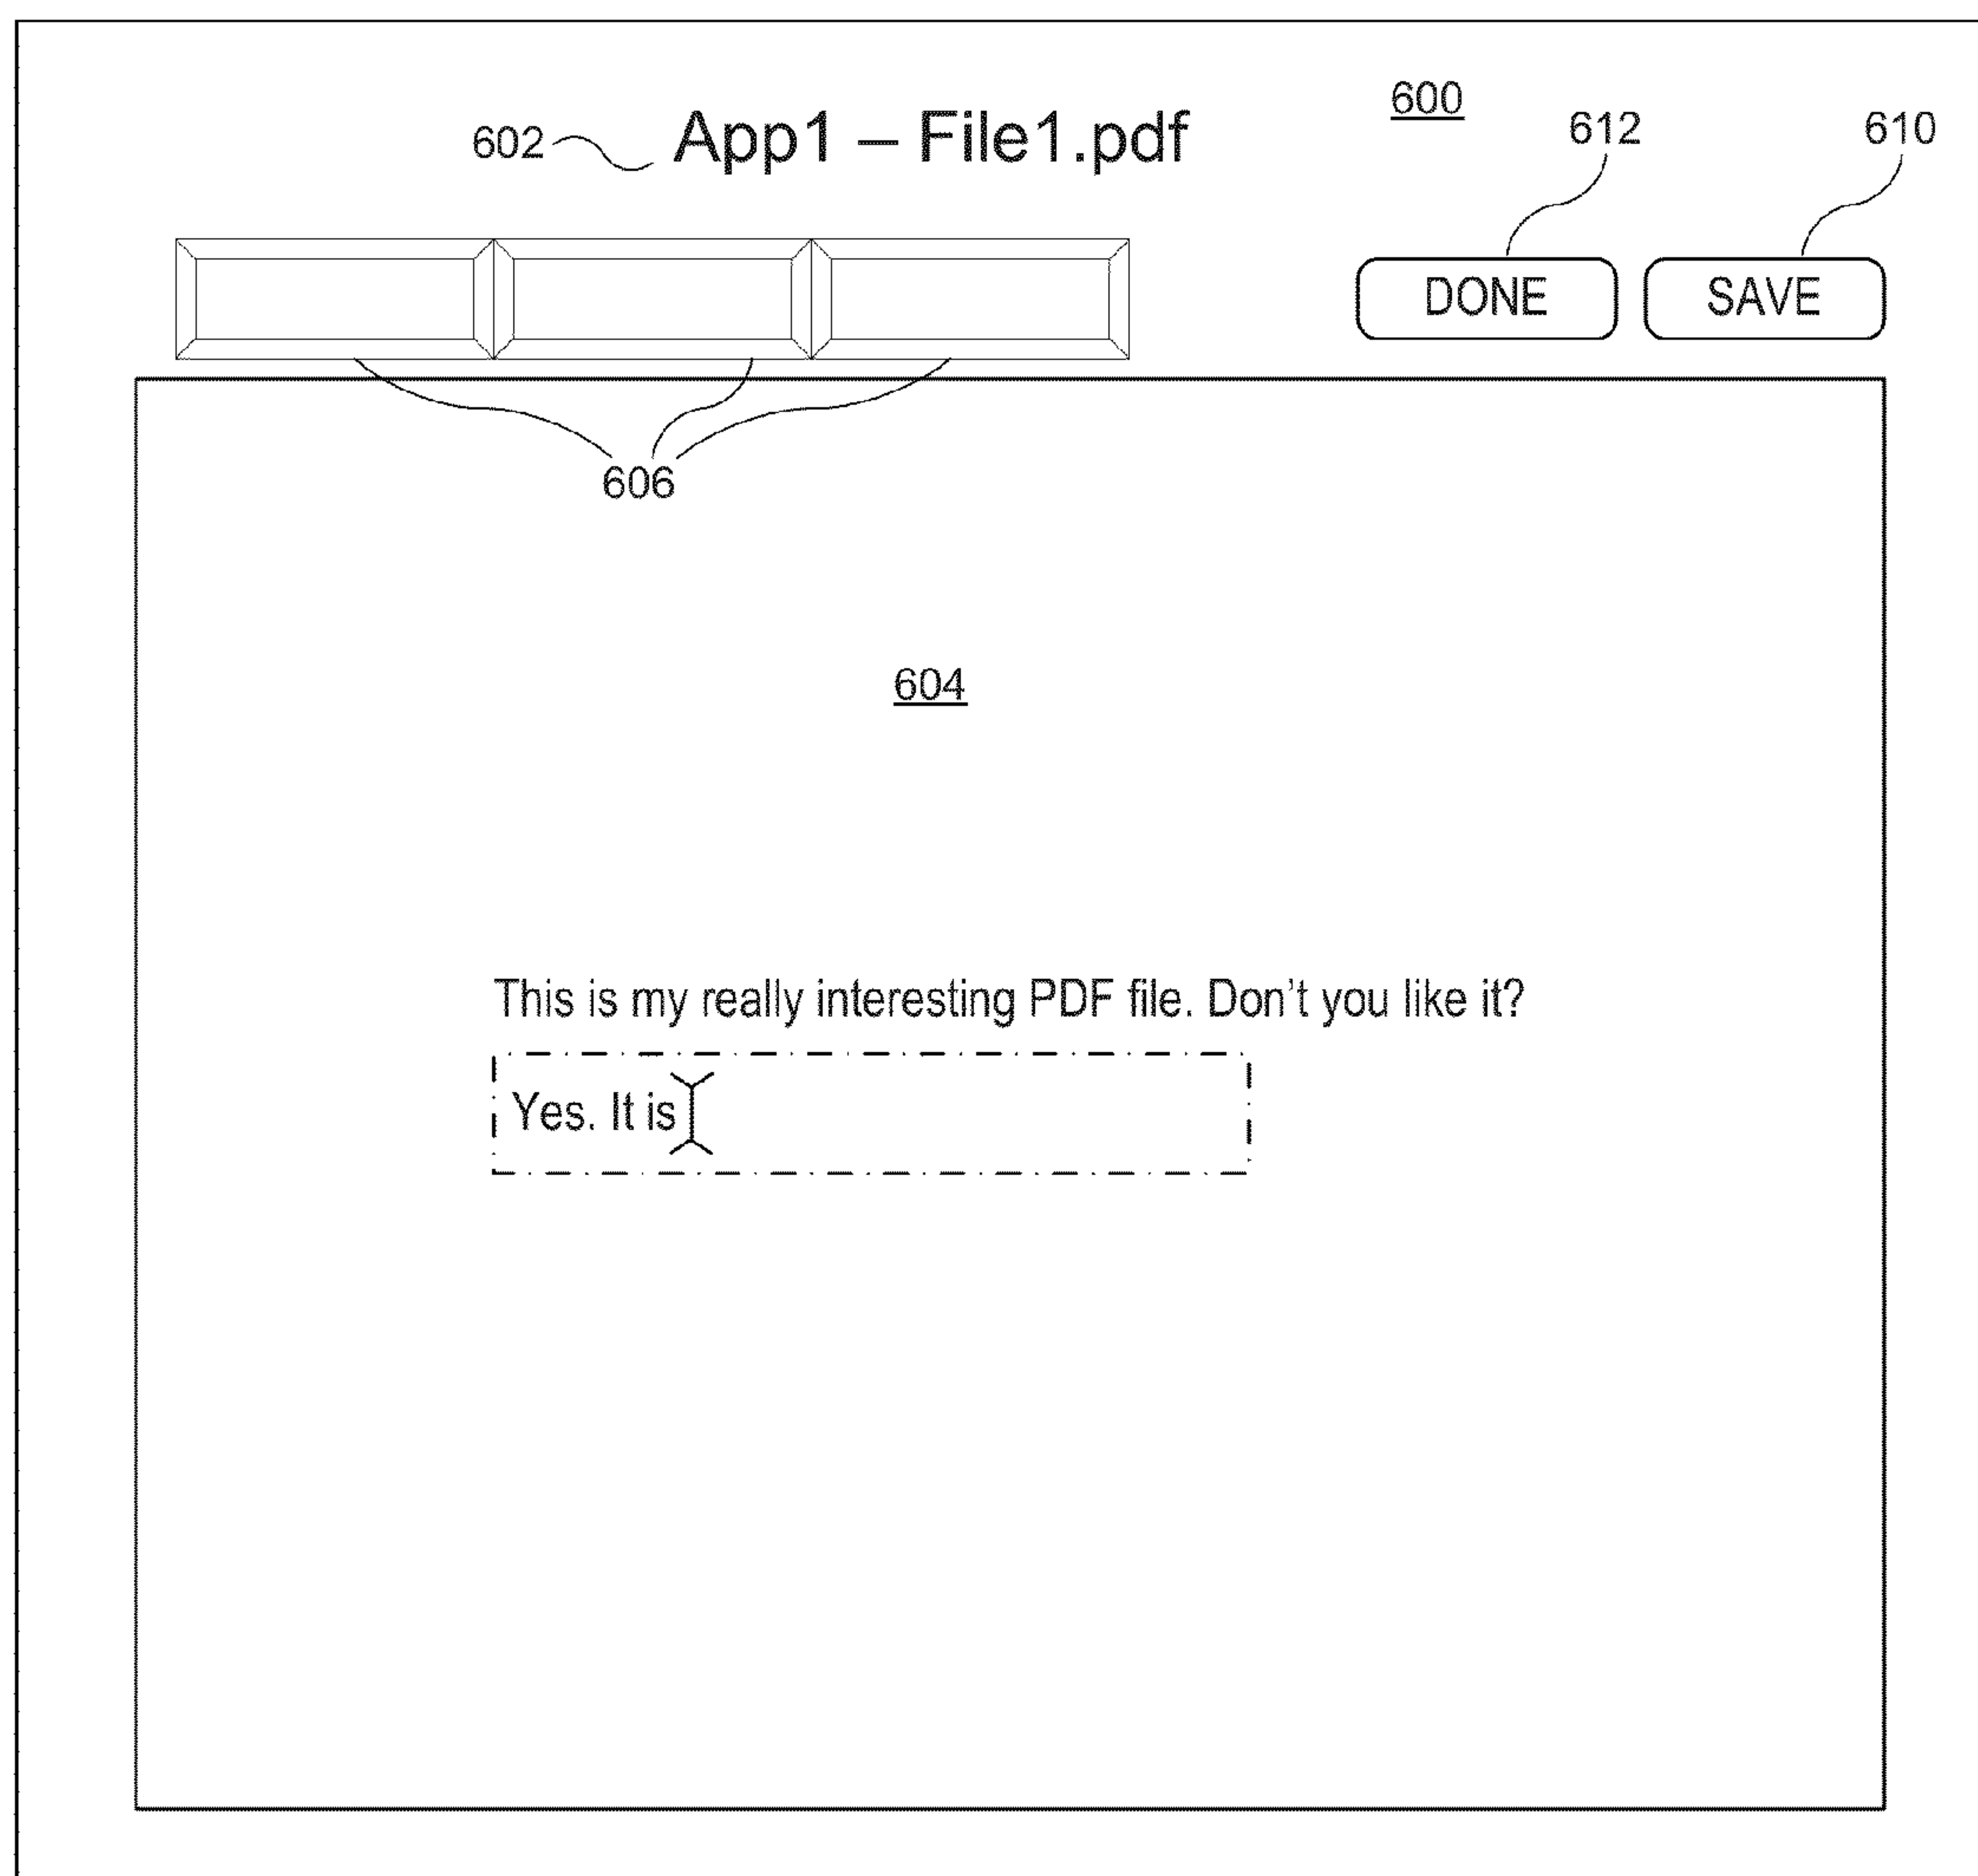 600
602 App1 – File1.pdf
612 610
DONE SAVE
606
604
This is my really interesting PDF file. Don't you like it?
Yes. It is